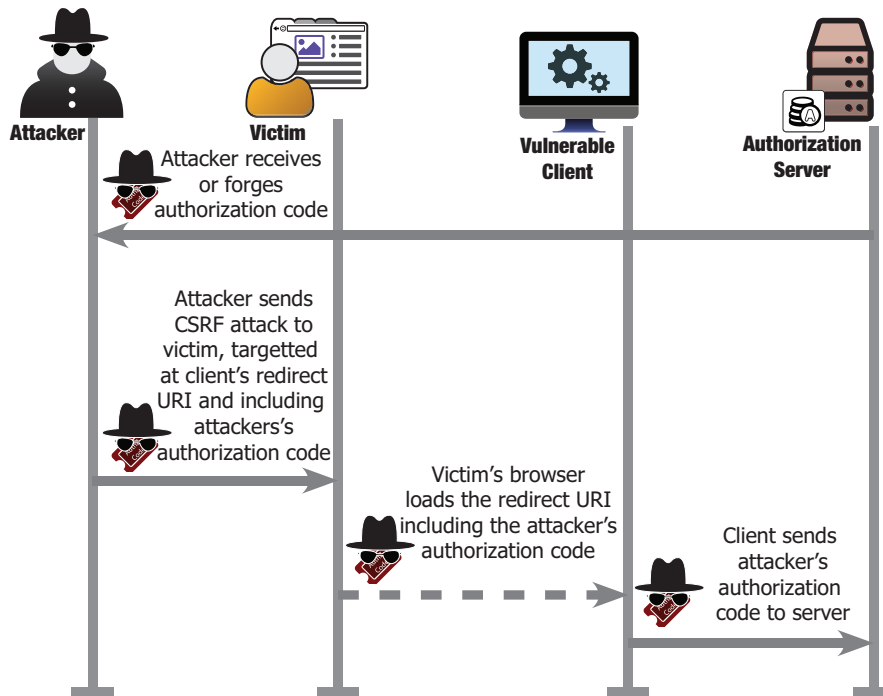 Attacker
Victim
Vulnerable
Client
Authorization
Server
Attacker receives
or forges
authorization code
Attacker sends
CSRF attack to
victim, targetted
at client's redirect
URI and including
attackers's
authorization code
Victim's browser
loads the redirect URI
including the attacker's
authorization code
Client sends
attacker's
authorization
code to server